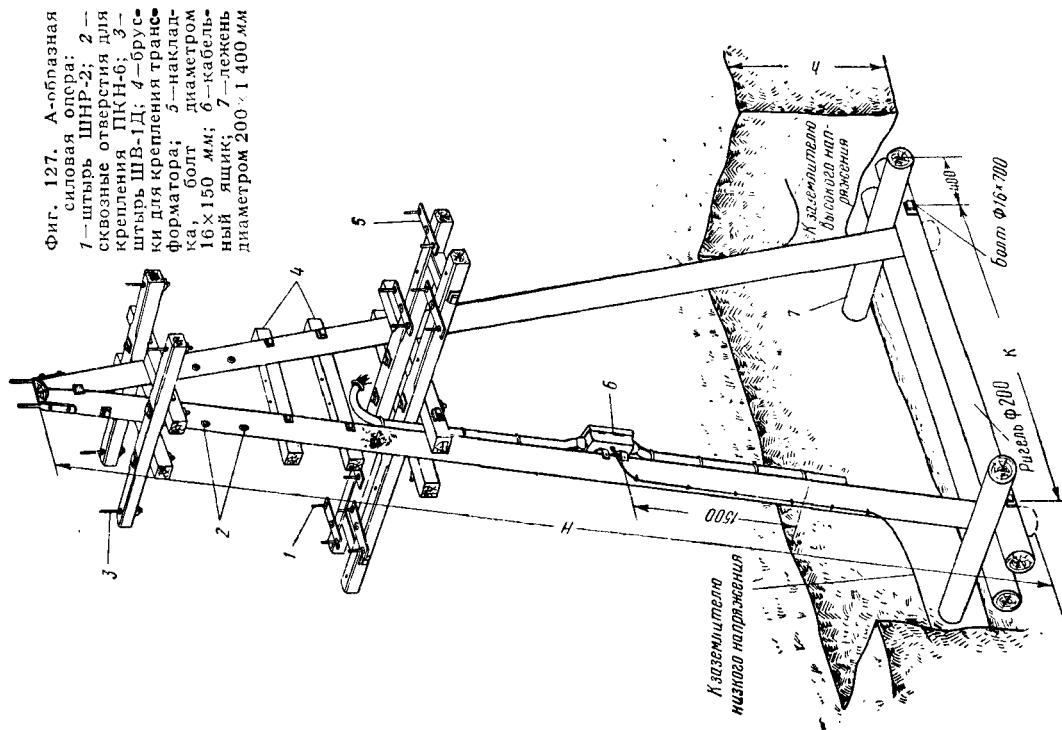 Фиг. 127. А-образная
силовая опора:
1—штырь ШНР-2; 2—
сквозные отверстия для
крепления ПКН-6; 3—
штырь ШВ-1Д; 4—брус-
ки для крепления транс-
форматора; 5—наклад-
ка, болт диаметром
16×150 мм; 6—кабель-
ный ящик; 7—лежень
диаметром 200×1 400 мм
3
2
1
4
5
6
H
1500
К заземлителю
низкого напряжения
К заземлителю
высокого нап-
ряжения
h
7
400
болт Ф16×700
К
Ригель ф200